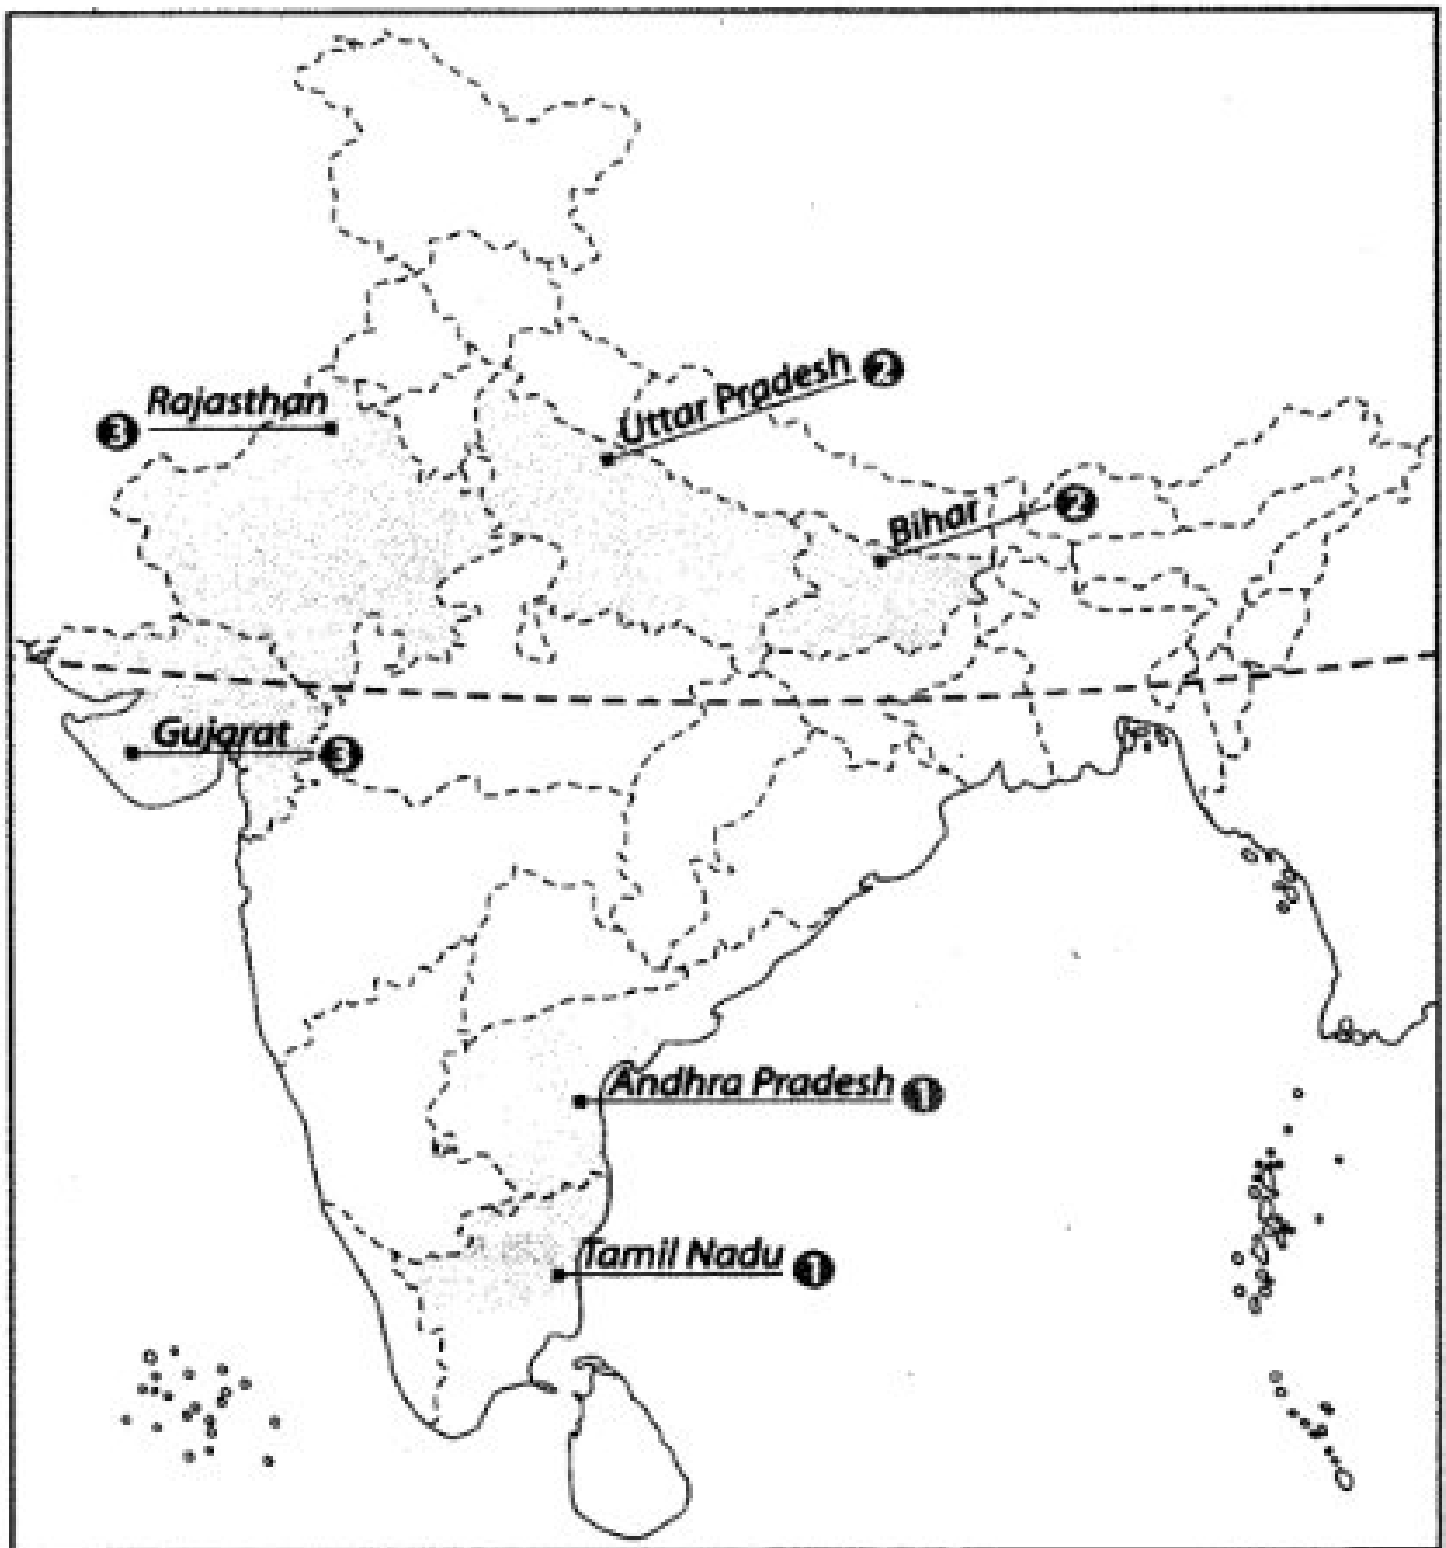 Uttar Pradesh 2
3 Rajasthan
Bihar 2
Gujarat 3
Andhra Pradesh 1
Tamil Nadu 1